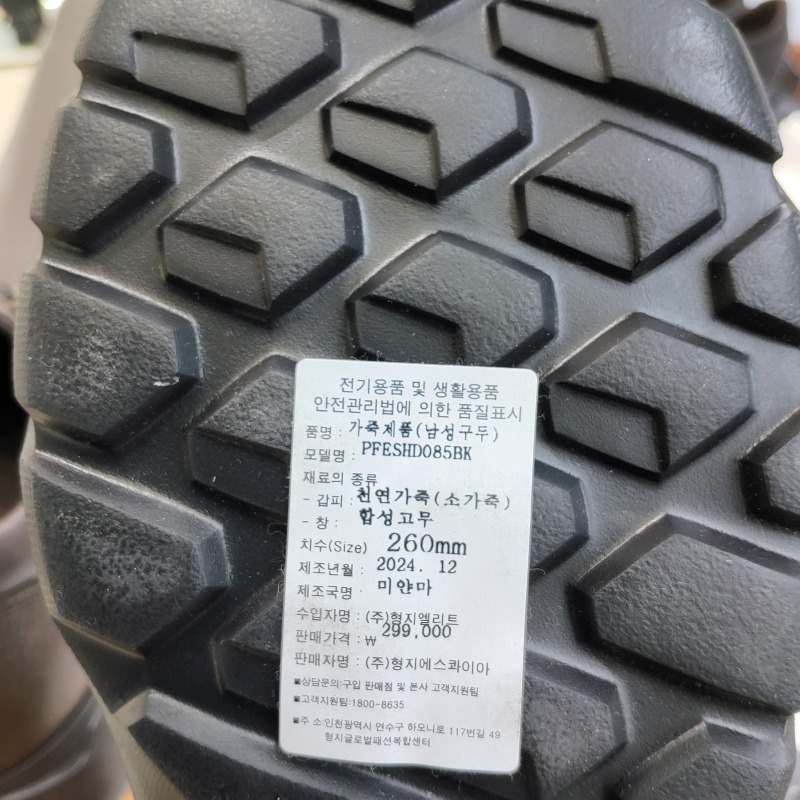 전기용품 및 생활용품
안전관리법에 의한 품질표시
품명 : 가죽제품(남성구두)
모델명 : PFESHD085BK
재료의 종류
- 갑피 : 천연가죽(소가죽)
- 창 : 합성고무
치수(Size) 260mm
제조년월 : 2024. 12
제조국명 : 미얀마
수입자명 : (주)형지엘리트
판매가격 : ₩ 299,000
판매자명 : (주)형지에스콰이아
■상담문의:구입 판매점 및 본사 고객지원팀
■고객지원팀:1800-8635
■주 소:인천광역시 연수구 하모니로 117번길 49
형지글로벌패션복합센터